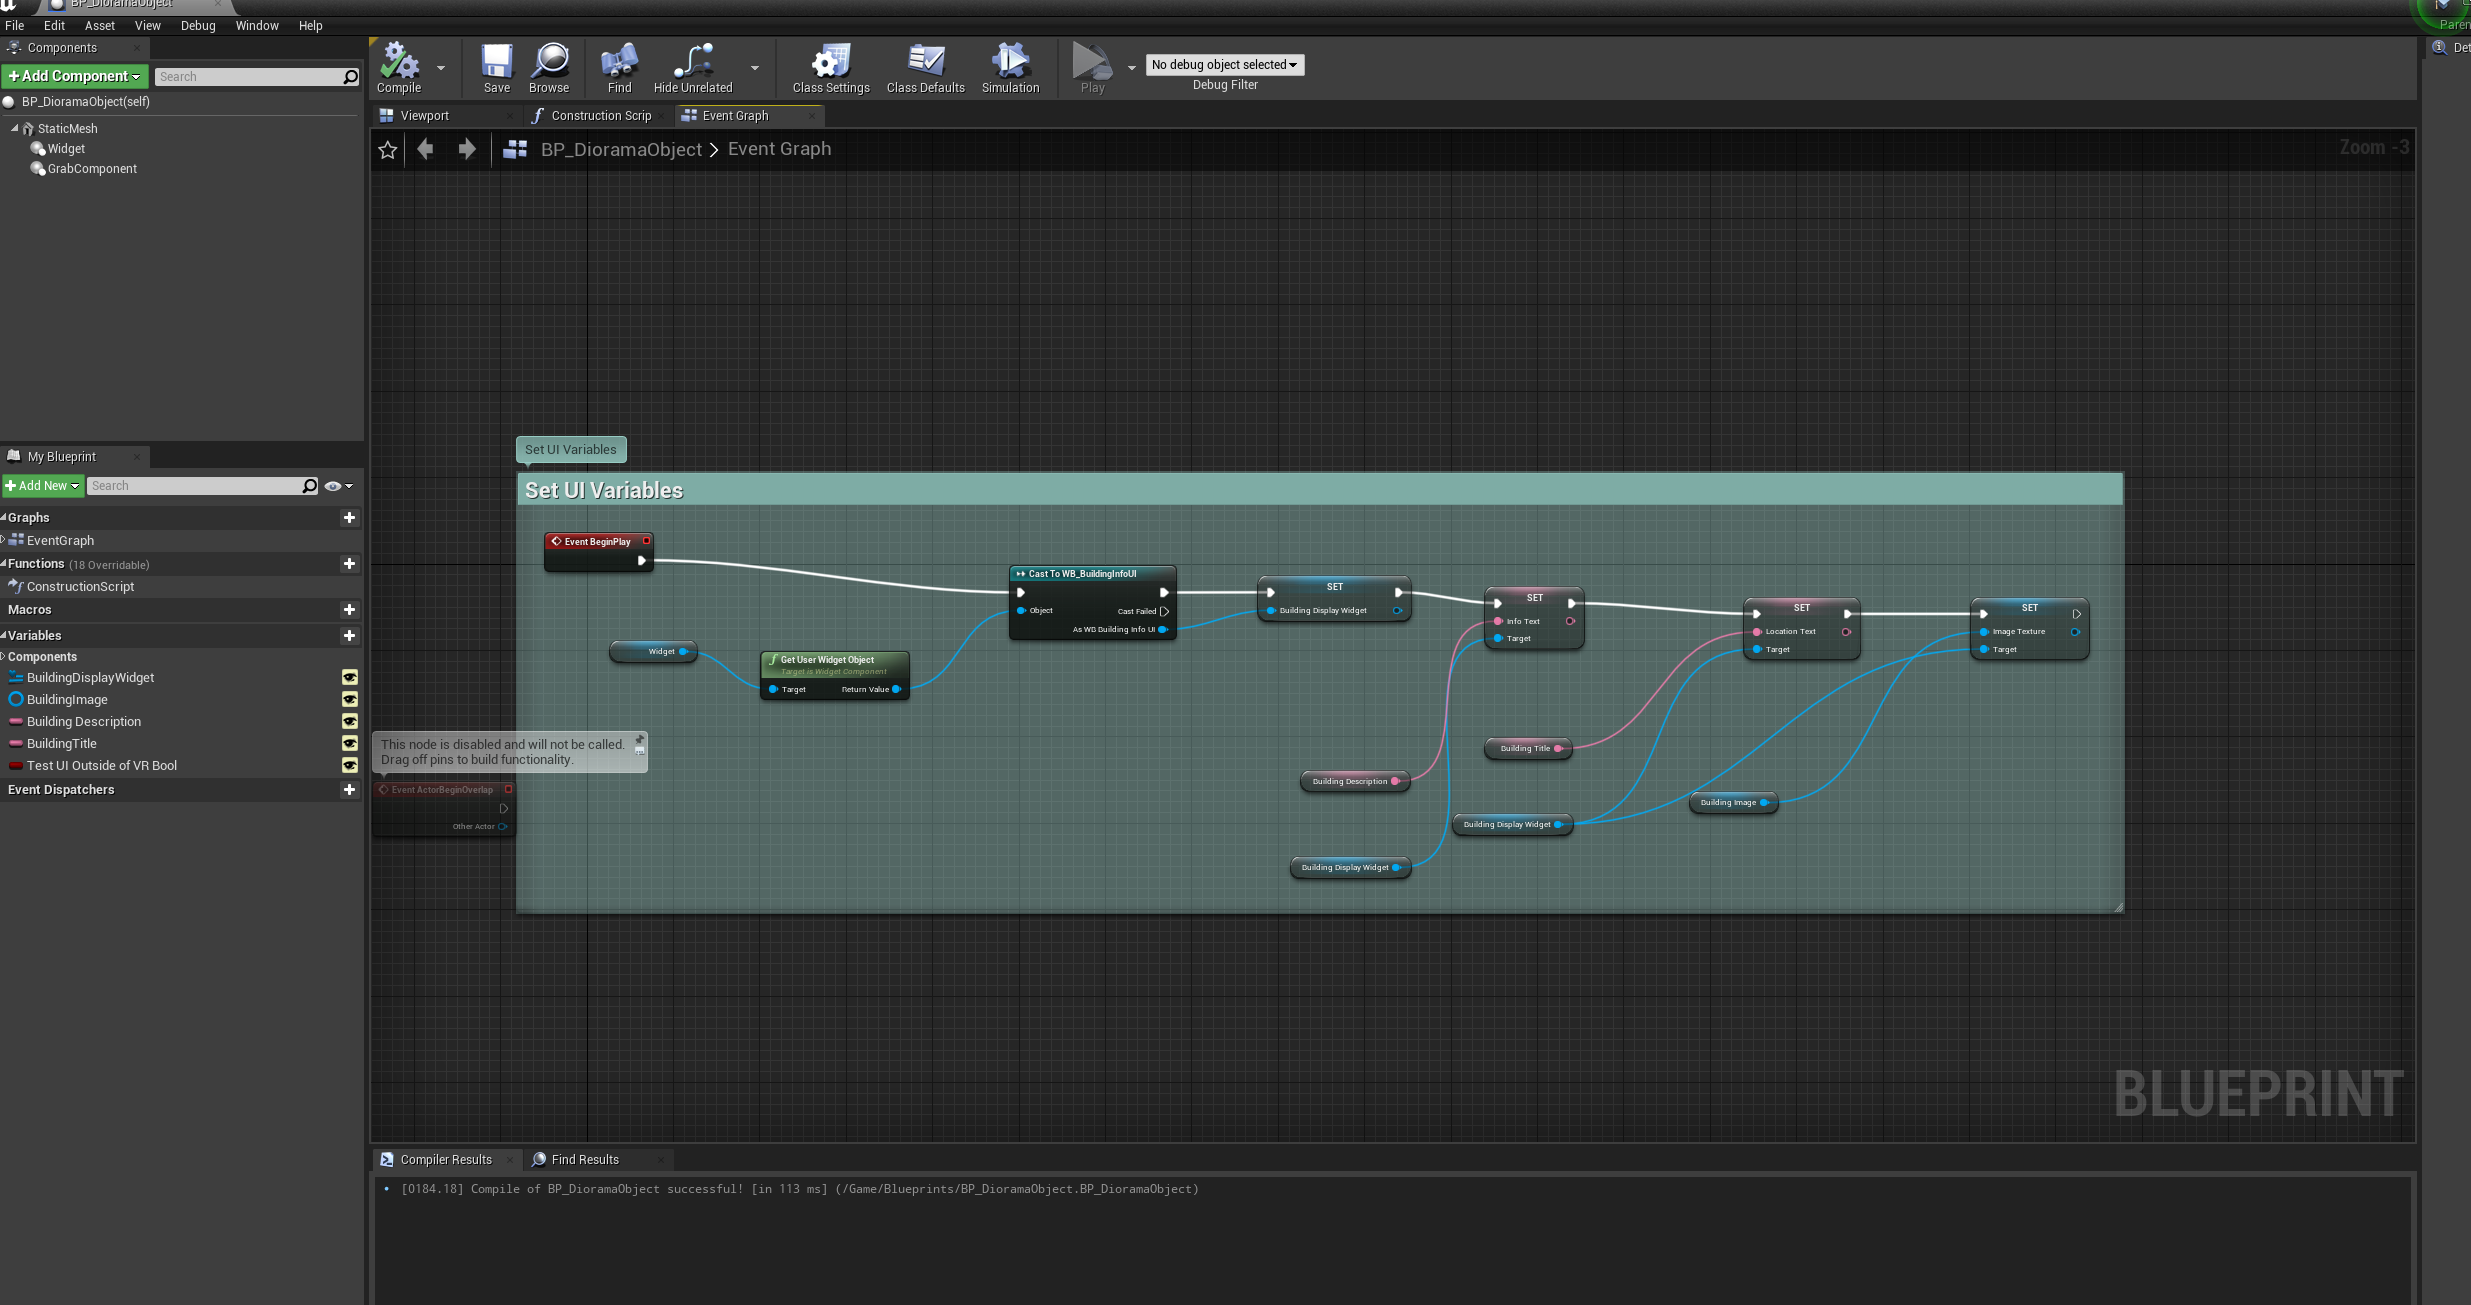 BP_DioramaObject
File Edit Asset View Debug Window Help
Paren
Components
Add Component
Search
BP_DioramaObject(self)
StaticMesh
Widget
GrabComponent
Compile
Save
Browse
Find
Hide Unrelated
Class Settings
Class Defaults
Simulation
Play
No debug object selected
Debug Filter
Det
Viewport
Construction Scrip
Event Graph
BP_DioramaObject > Event Graph
Zoom -3
My Blueprint
Add New
Search
Graphs
EventGraph
Functions (18 Overridable)
ConstructionScript
Macros
Variables
Components
BuildingDisplayWidget
BuildingImage
Building Description
BuildingTitle
Test UI Outside of VR Bool
Event Dispatchers
Set UI Variables
Set UI Variables
Event BeginPlay
Widget
Get User Widget Object
Target is Widget Component
Target Return Value
Cast To WB_BuildingInfoUI
Object Cast Failed
As WB Building Info UI
SET
Building Display Widget
SET
Info Text
Target
SET
Location Text
Target
SET
Image Texture
Target
Building Title
Building Description
Building Image
Building Display Widget
Building Display Widget
This node is disabled and will not be called.
Drag off pins to build functionality.
Event ActorBeginOverlap
Other Actor
BLUEPRINT
Compiler Results
Find Results
[0184.18] Compile of BP_DioramaObject successful! [in 113 ms] (/Game/Blueprints/BP_DioramaObject.BP_DioramaObject)